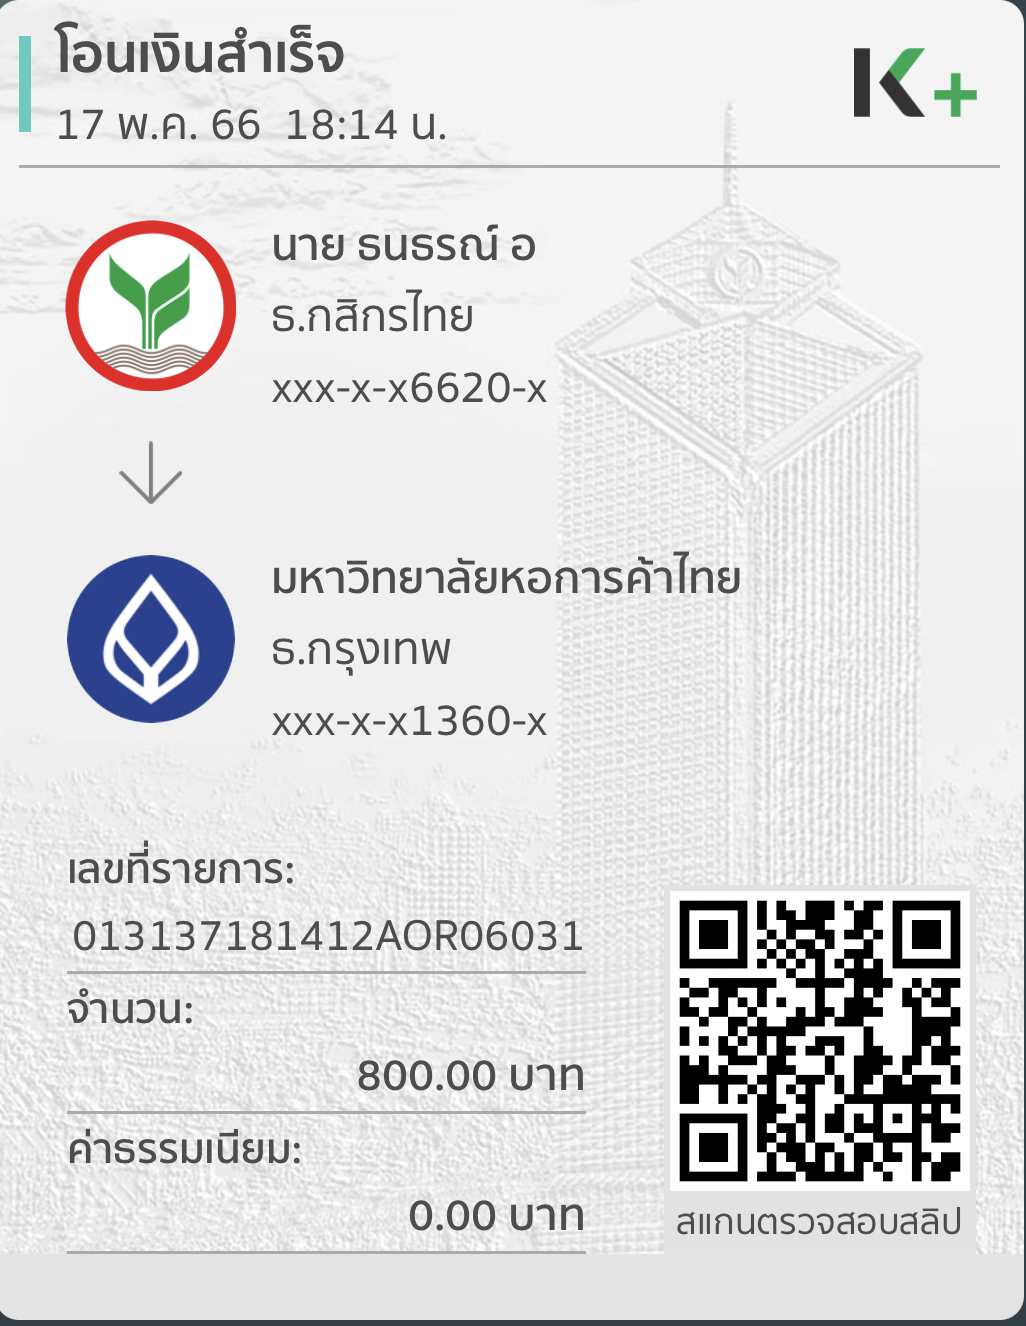 โอนเงินสำเร็จ
17 พ.ค. 66  18:14 น.
K+
นาย ธนธรณ์ อ
ธ.กสิกรไทย
xxx-x-x6620-x
มหาวิทยาลัยหอการค้าไทย
ธ.กรุงเทพ
xxx-x-x1360-x
เลขที่รายการ:
013137181412AOR06031
จำนวน:
800.00 บาท
ค่าธรรมเนียม:
0.00 บาท
สแกนตรวจสอบสลิป